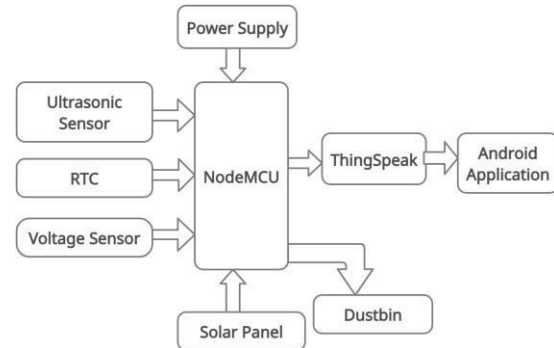 Power Supply
Ultrasonic
Sensor
RTC
NodeMCU
ThingSpeak
Android
Application
Voltage Sensor
Dustbin
Solar Panel